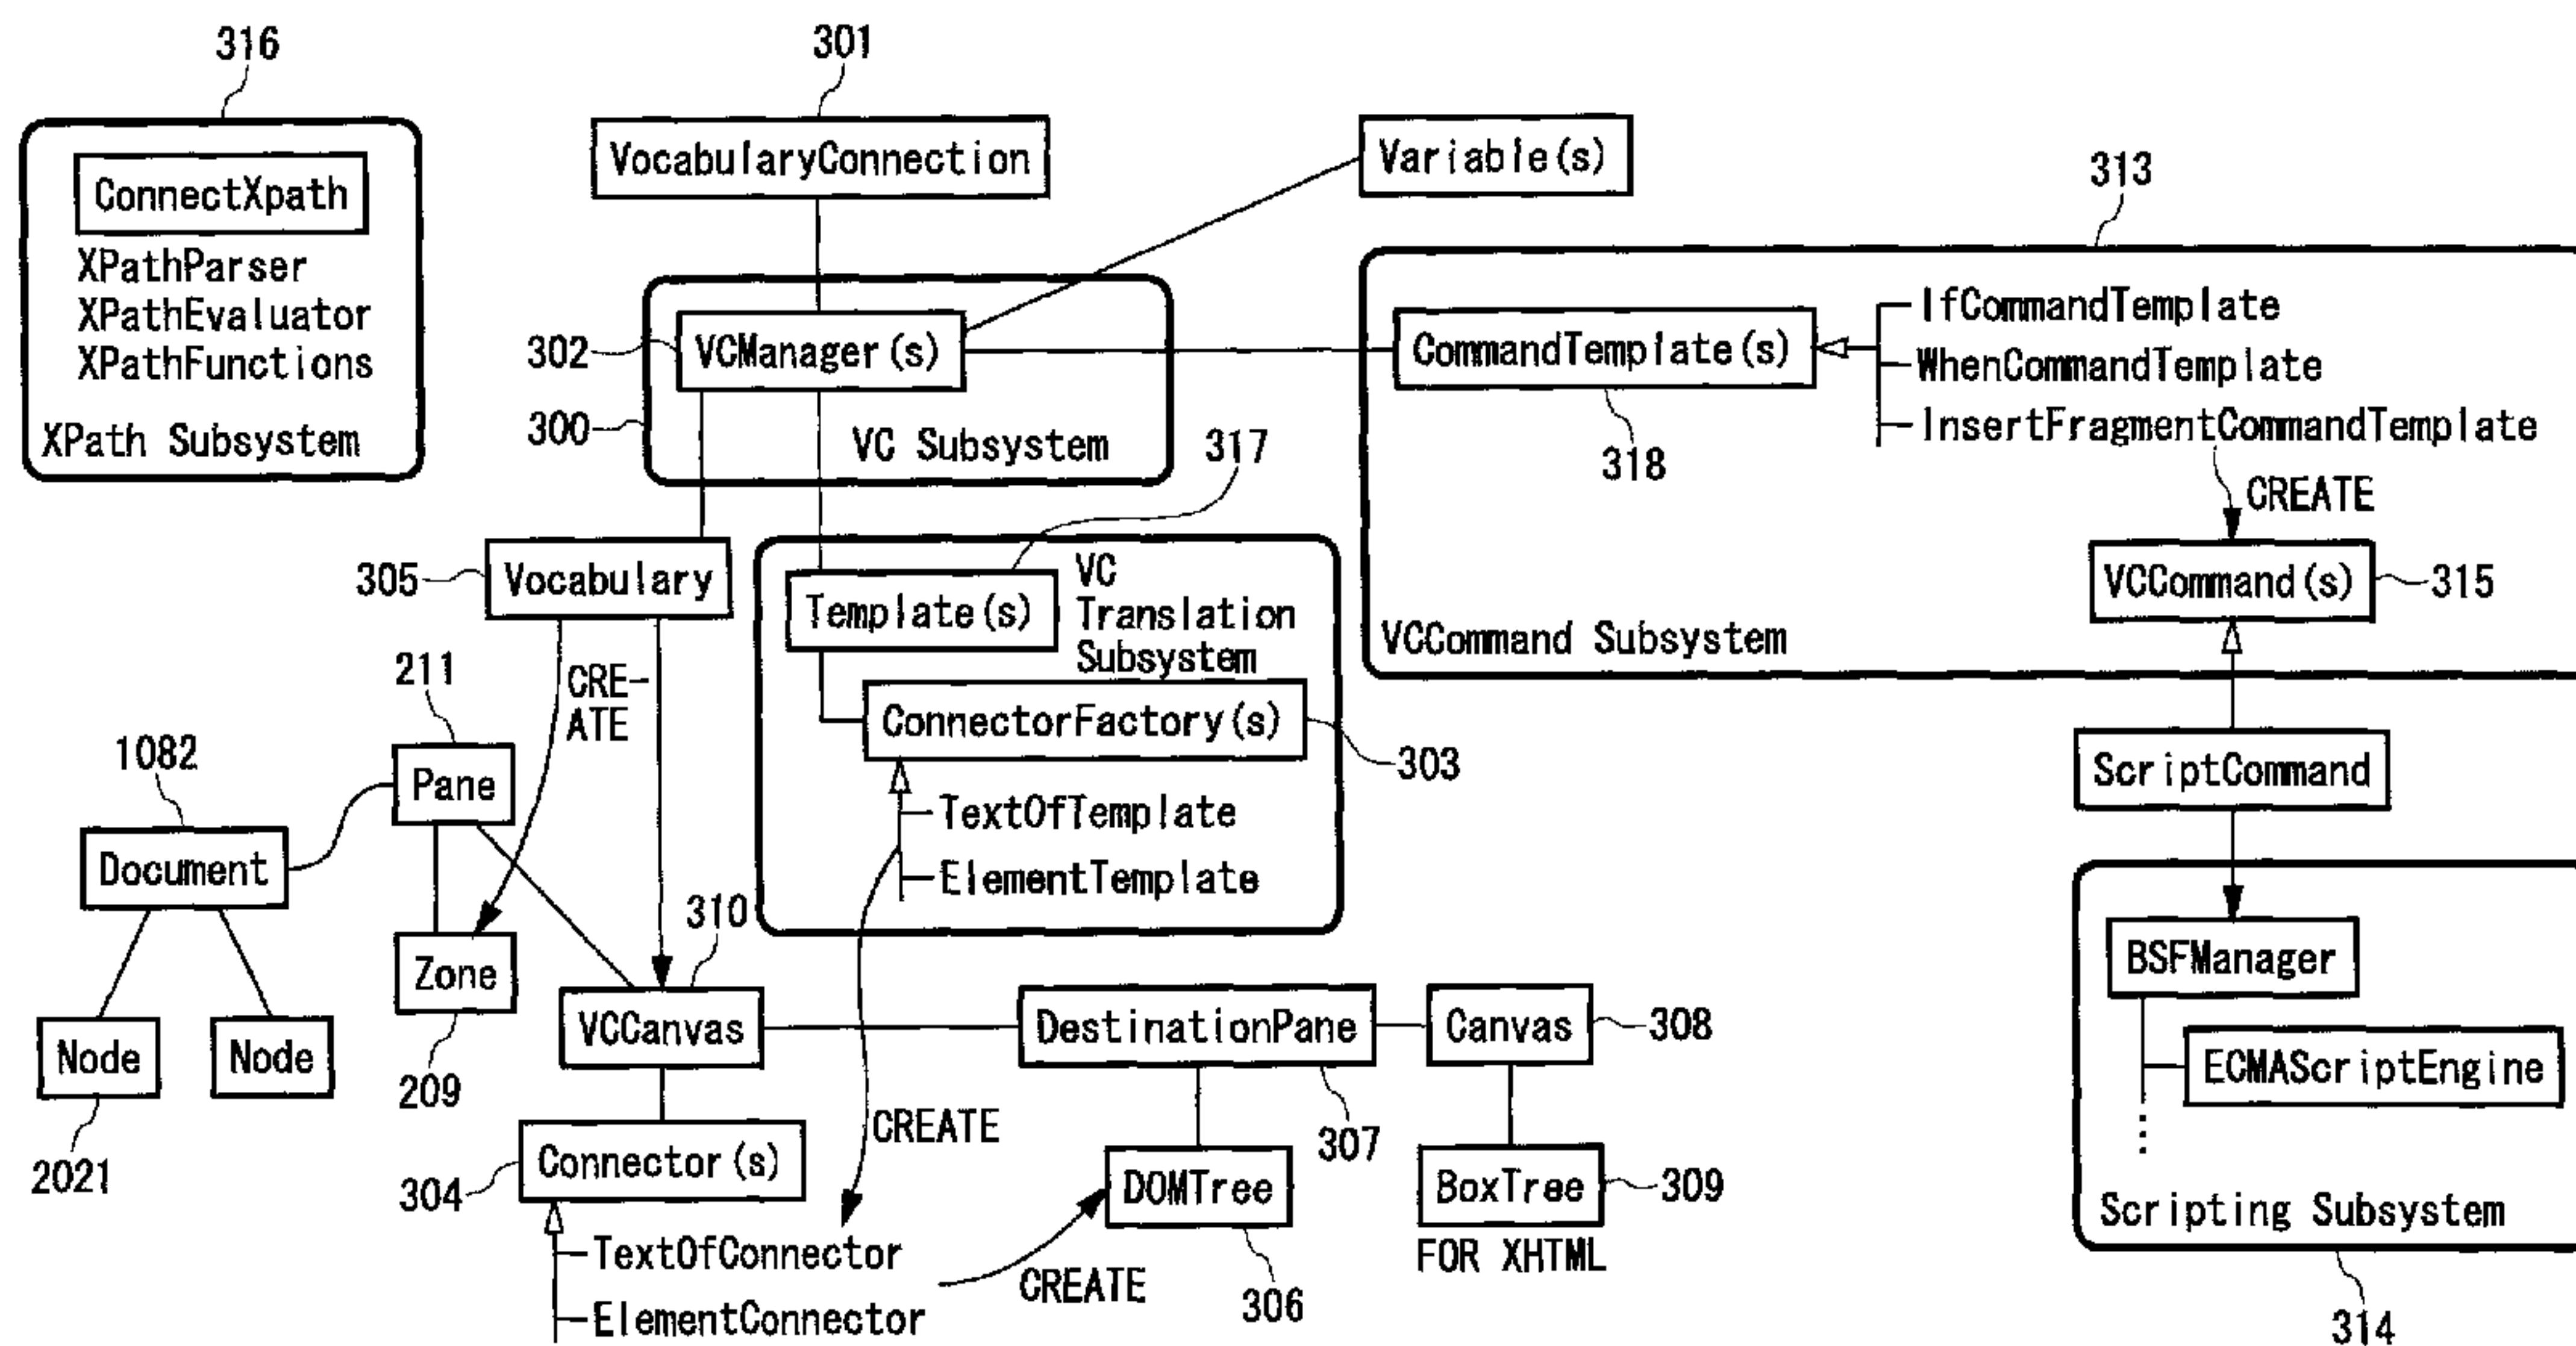 316
301
ConnectXpath
XPathParser
XPathEvaluator
XPathFunctions
XPath Subsystem
VocabularyConnection
Variable(s)
313
302
VCManager(s)
300
VC Subsystem
317
CommandTemplate(s)
318
IfCommandTemplate
WhenCommandTemplate
InsertFragmentCommandTemplate
CREATE
VCCommand(s)
315
VCCommand Subsystem
305
Vocabulary
CRE-
ATE
Template(s)
VC
Translation
Subsystem
ConnectorFactory(s)
303
TextOfTemplate
ElementTemplate
ScriptCommand
211
Pane
1082
Document
Node
Node
2021
Zone
209
310
VCCanvas
DestinationPane
307
Canvas
308
BSFManager
ECMAScriptEngine
Scripting Subsystem
314
304
Connector(s)
TextOfConnector
ElementConnector
CREATE
CREATE
DOMTree
306
BoxTree
309
FOR XHTML